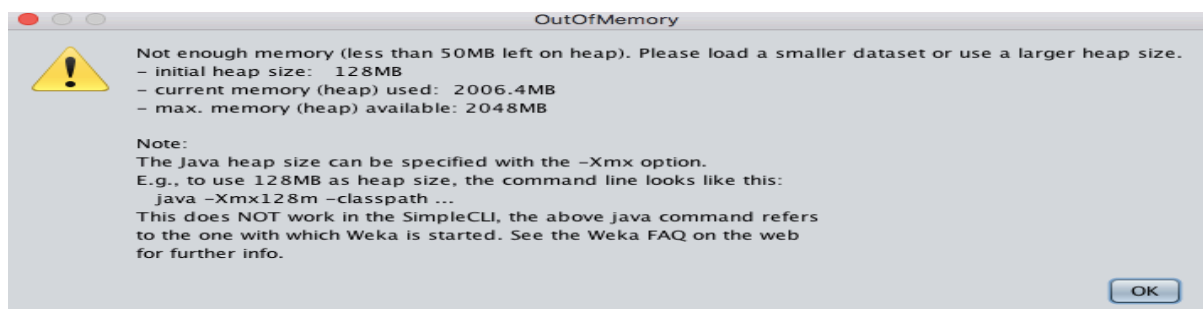 OutOfMemory
Not enough memory (less than 50MB left on heap). Please load a smaller dataset or use a larger heap size.
- initial heap size: 128MB
- current memory (heap) used: 2006.4MB
- max. memory (heap) available: 2048MB
Note:
The Java heap size can be specified with the -Xmx option.
E.g., to use 128MB as heap size, the command line looks like this:
java -Xmx128m -classpath ...
This does NOT work in the SimpleCLI, the above java command refers
to the one with which Weka is started. See the Weka FAQ on the web
for further info.
OK